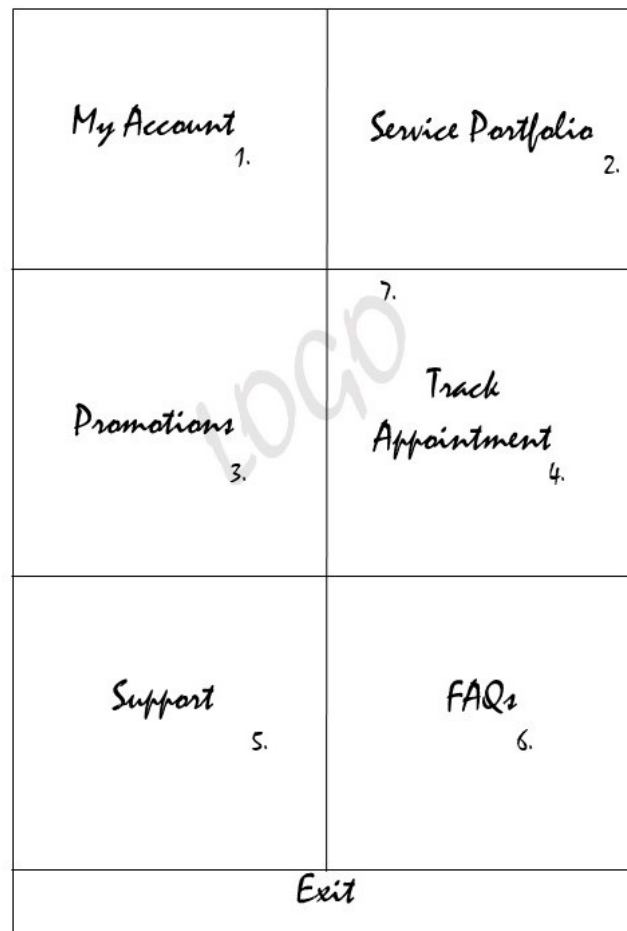 My Account
1.
Service Portfolio
2.
7.
LOGO
Promotions
3.
Track
Appointment
4.
Support
5.
FAQs
6.
Exit